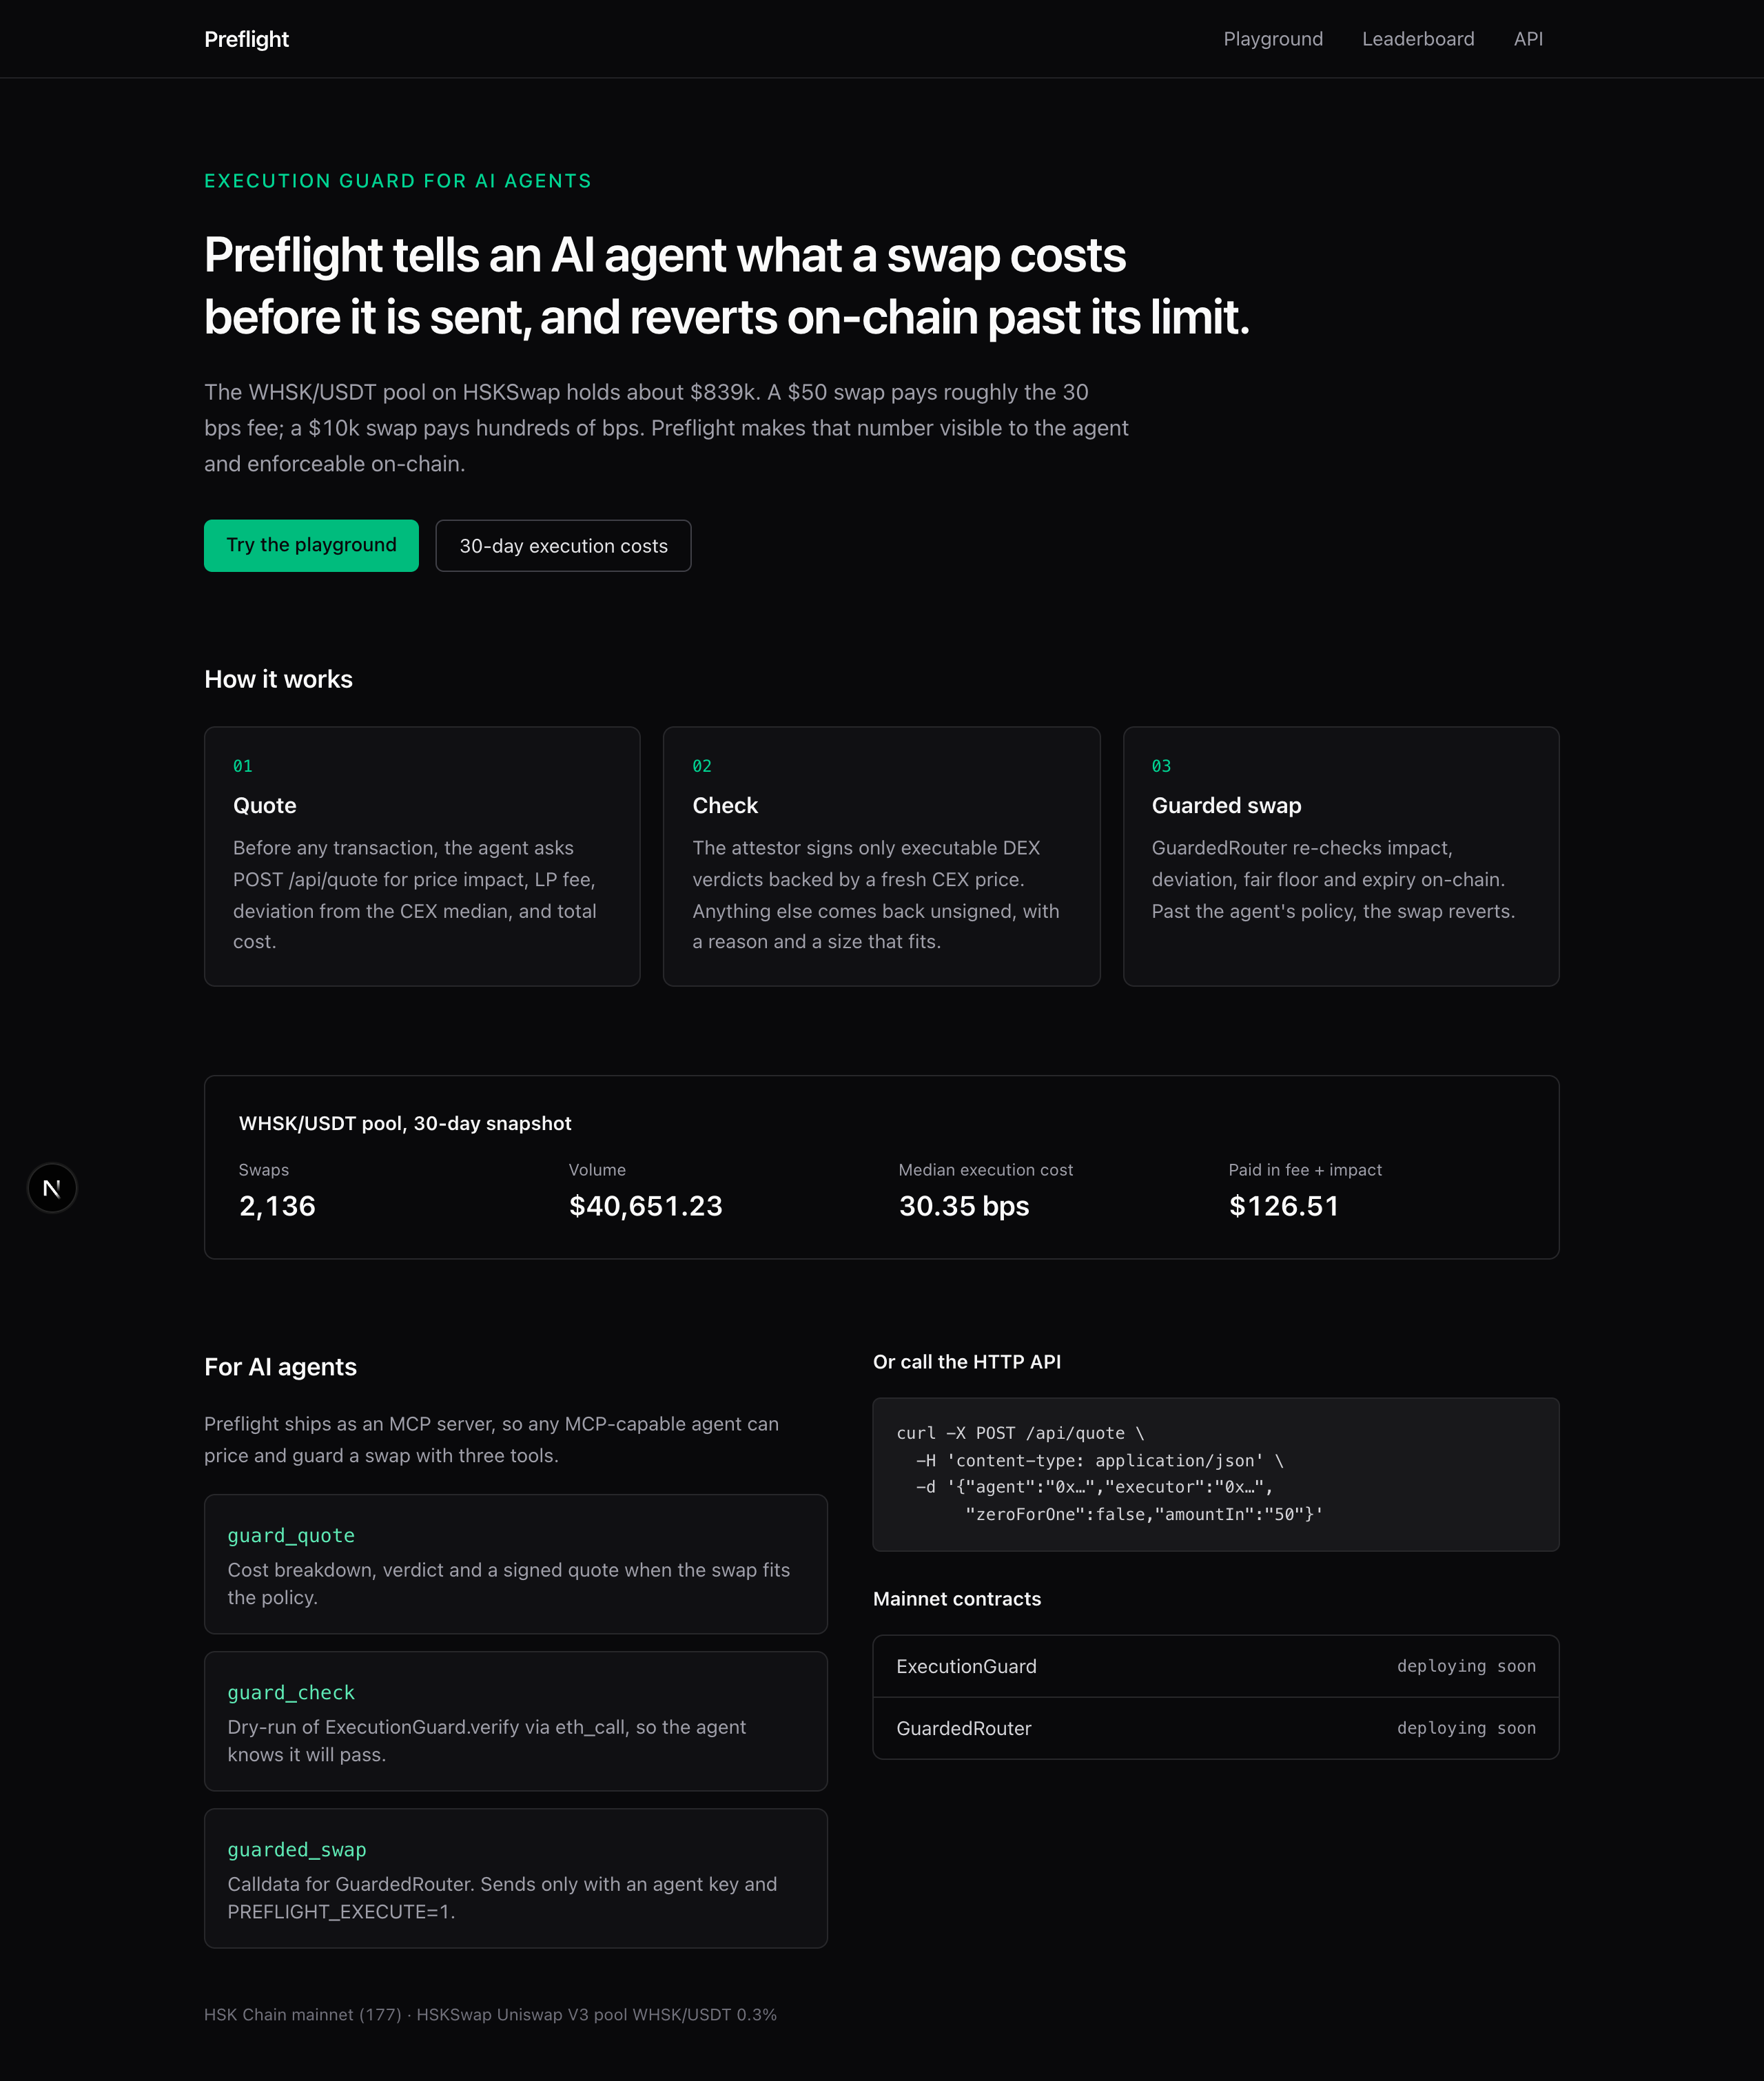 Preflight
Playground
Leaderboard
API
EXECUTION GUARD FOR AI AGENTS
Preflight tells an AI agent what a swap costs
before it is sent, and reverts on-chain past its limit.
The WHSK/USDT pool on HSKSwap holds about $839k. A $50 swap pays roughly the 30
bps fee; a $10k swap pays hundreds of bps. Preflight makes that number visible to the agent
and enforceable on-chain.
Try the playground
30-day execution costs
How it works
01
Quote
Before any transaction, the agent asks
POST /api/quote for price impact, LP fee,
deviation from the CEX median, and total
cost.
02
Check
The attestor signs only executable DEX
verdicts backed by a fresh CEX price.
Anything else comes back unsigned, with
a reason and a size that fits.
03
Guarded swap
GuardedRouter re-checks impact,
deviation, fair floor and expiry on-chain.
Past the agent's policy, the swap reverts.
WHSK/USDT pool, 30-day snapshot
Swaps
2,136
Volume
$40,651.23
Median execution cost
30.35 bps
Paid in fee + impact
$126.51
N
For AI agents
Preflight ships as an MCP server, so any MCP-capable agent can
price and guard a swap with three tools.
guard_quote
Cost breakdown, verdict and a signed quote when the swap fits
the policy.
guard_check
Dry-run of ExecutionGuard.verify via eth_call, so the agent
knows it will pass.
guarded_swap
Calldata for GuardedRouter. Sends only with an agent key and
PREFLIGHT_EXECUTE=1.
Or call the HTTP API
curl -X POST /api/quote \
  -H 'content-type: application/json' \
  -d '{"agent":"0x…","executor":"0x…",
       "zeroForOne":false,"amountIn":"50"}'
Mainnet contracts
ExecutionGuard
deploying soon
GuardedRouter
deploying soon
HSK Chain mainnet (177) · HSKSwap Uniswap V3 pool WHSK/USDT 0.3%